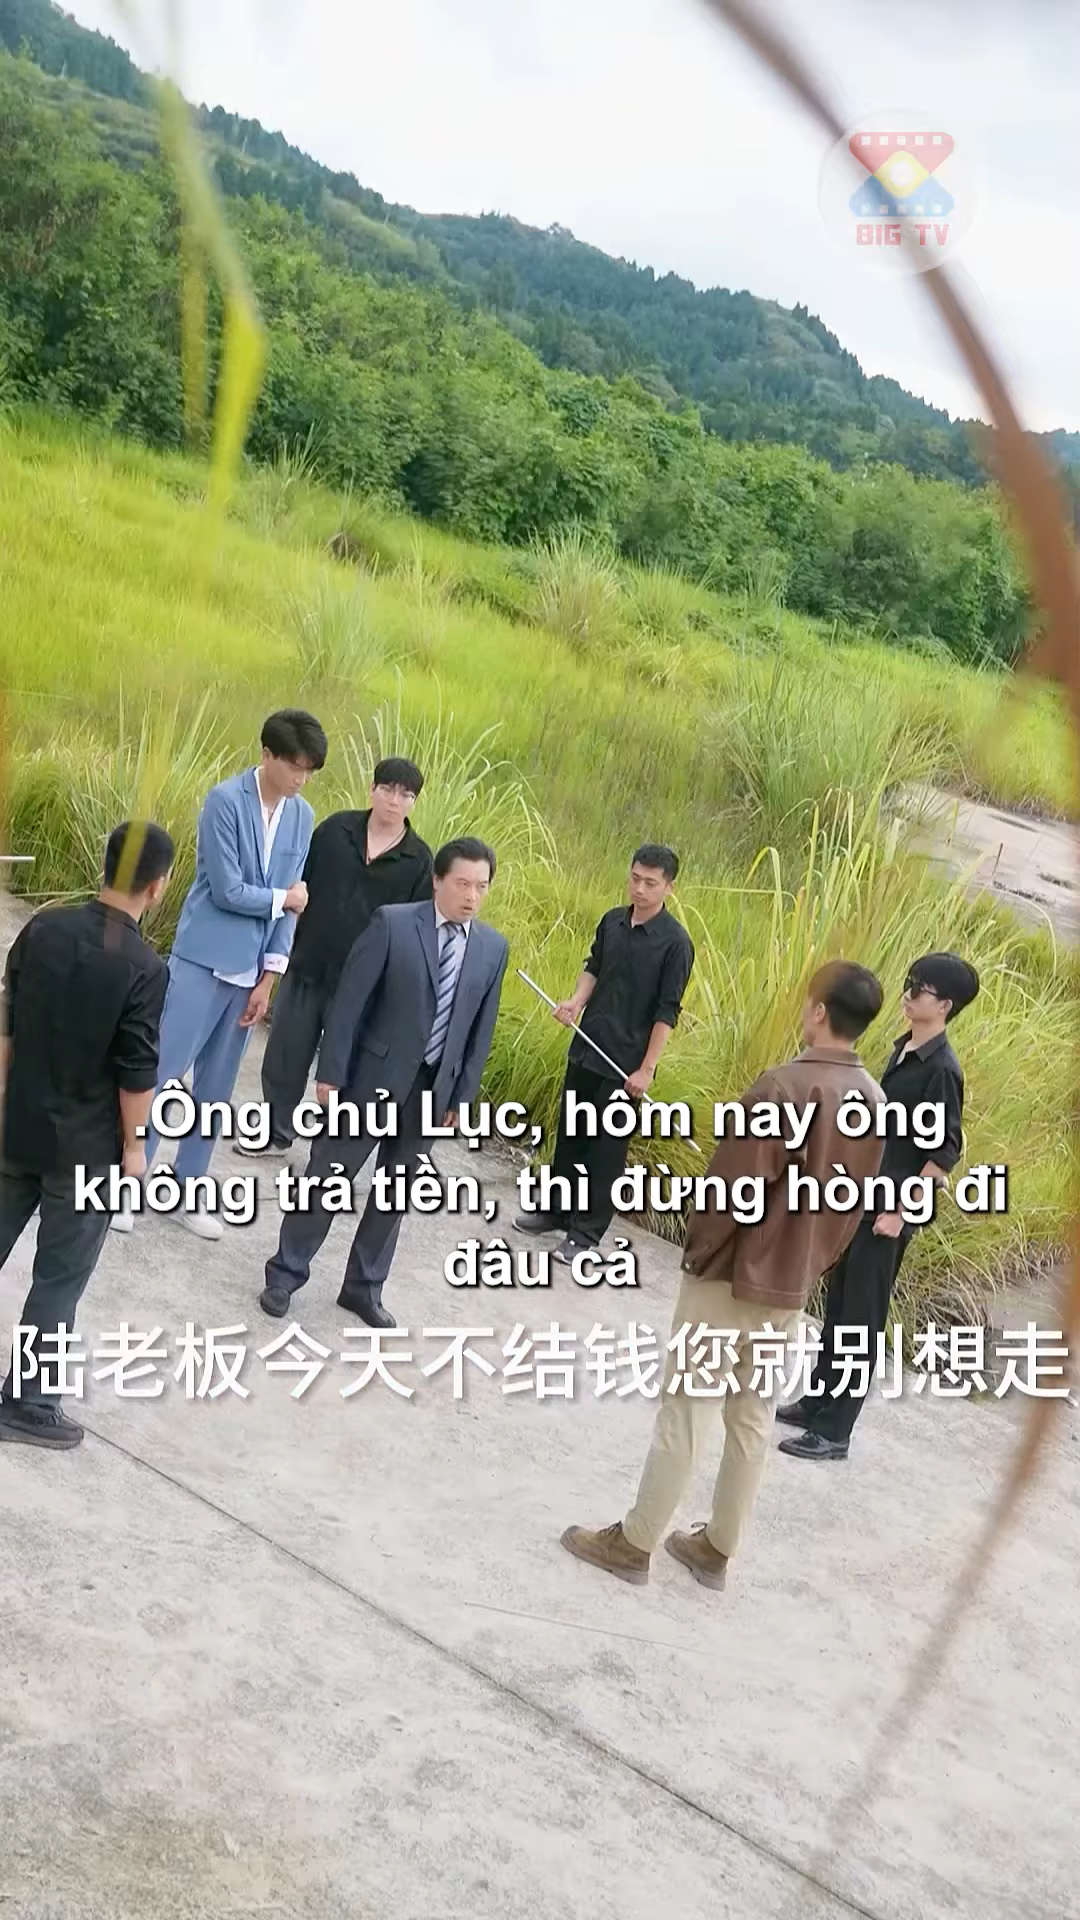 BIG TV
.Ông chủ Lục, hôm nay ông
không trả tiền, thì đừng hòng đi
đâu cả
陆老板今天不结钱您就别想走